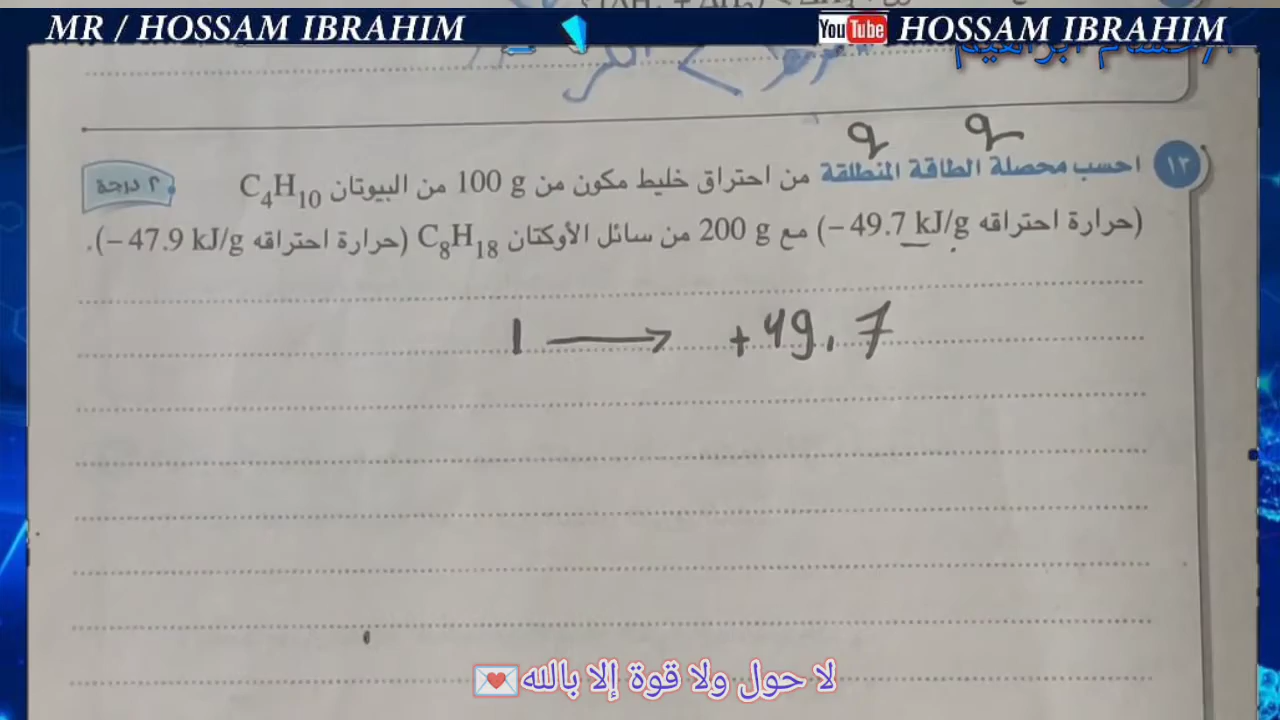 MR / HOSSAM IBRAHIM
YouTube HOSSAM IBRAHIM
q q
١٣ احسب محصلة الطاقة المنطلقة من احتراق خليط مكون من 100 g من البيوتان C₄H₁₀
٢ درجة
(حرارة احتراقه −49.7 kJ/g) مع 200 g من سائل الأوكتان C₈H₁₈ (حرارة احتراقه −47.9 kJ/g).
1 → +49.7
لا حول ولا قوة إلا بالله💌